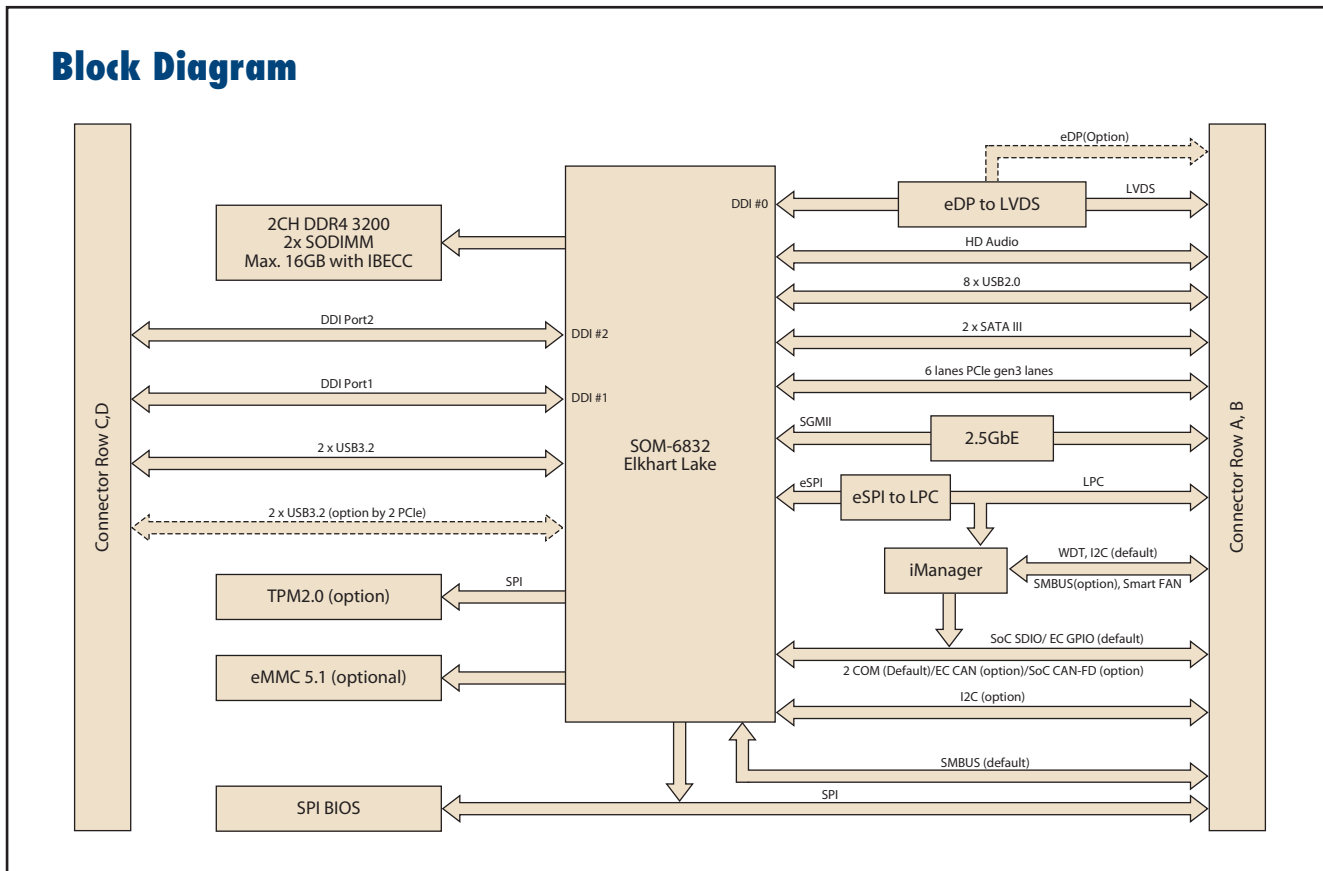 Block Diagram
Connector Row C,D
2CH DDR4 3200
2x SODIMM
Max. 16GB with IBECC
DDI Port2
DDI #2
DDI Port1
DDI #1
2 x USB3.2
2 x USB3.2 (option by 2 PCIe)
SPI
TPM2.0 (option)
eMMC 5.1 (optional)
SPI BIOS
SOM-6832
Elkhart Lake
eDP(Option)
DDI #0
eDP to LVDS
LVDS
HD Audio
8 x USB2.0
2 x SATA III
6 lanes PCIe gen3 lanes
SGMII
2.5GbE
eSPI
eSPI to LPC
LPC
iManager
WDT, I2C (default)
SMBUS(option), Smart FAN
SoC SDIO/ EC GPIO (default)
2 COM (Default)/EC CAN (option)/SoC CAN-FD (option)
I2C (option)
SMBUS (default)
SPI
Connector Row A, B